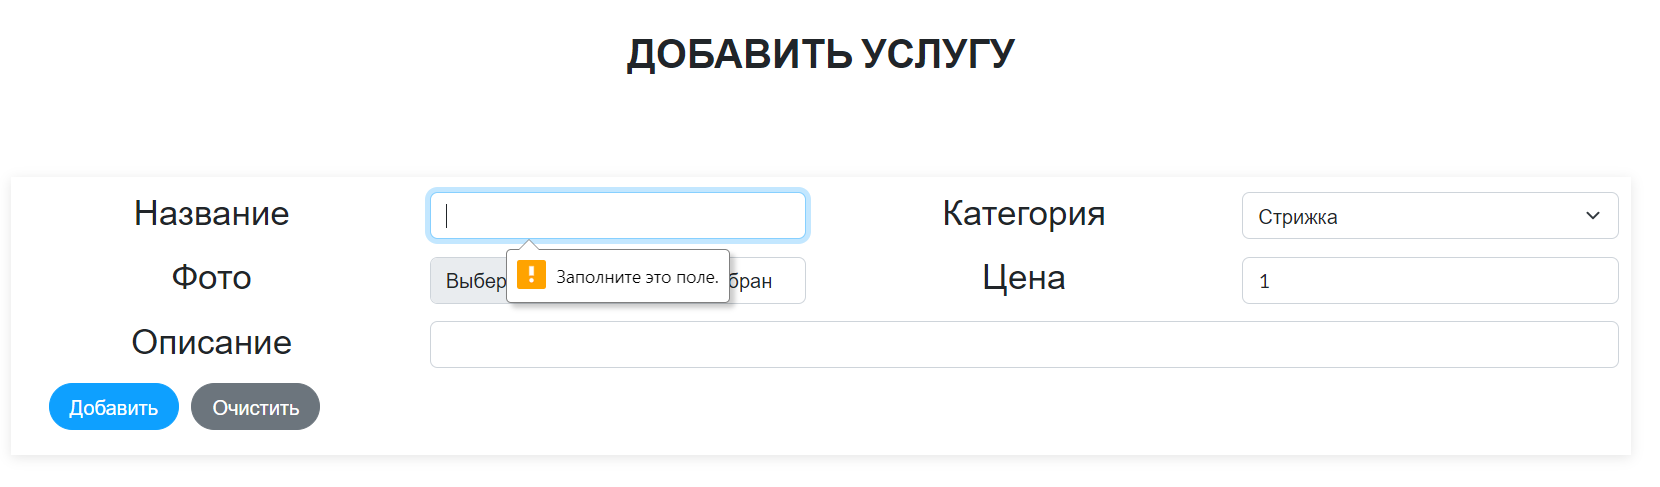 ДОБАВИТЬ УСЛУГУ
Название
Категория
Стрижка
Заполните это поле.
Фото
Цена
1
Описание
Добавить
Очистить